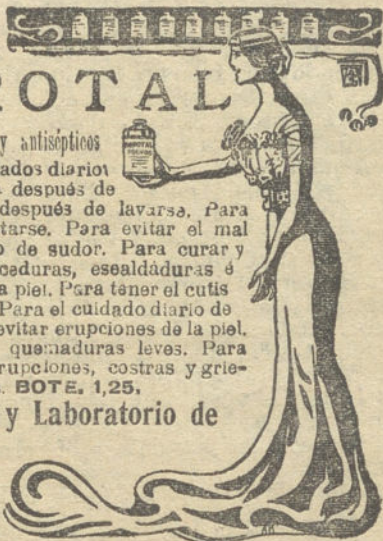 ROTAL
y antisépticos
ados diarios
después de
después de lavarse, Para
tarse. Para evitar el mal
o de sudor. Para curar y
ceduras, esealdáduras é
a piel. Para tener el cutis
Para el cuidado diario de
evitar erupciones de la piel.
quemaduras leves. Para
rupciones, costras y grie-
BOTE, 1,25,
y Laboratorio de